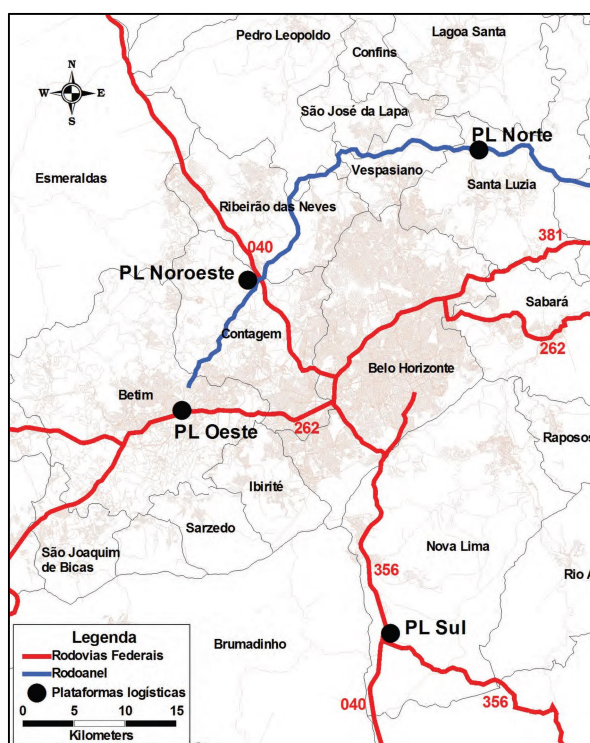 Pedro Leopoldo
Lagoa Santa
Confins
N
W
E
S
São José da Lapa
PL Norte
Vespasiano
Esmeraldas
Santa Luzia
Ribeirão das Neves
381
040
PL Noroeste
Sabará
Contagem
262
Belo Horizonte
Betim
PL Oeste
262
Raposos
Ibirité
Sarzedo
São Joaquim
de Bicas
Nova Lima
356
Rio A
PL Sul
Brumadinho
Legenda
Rodovias Federais
Rodoanel
Plataformas logísticas
0 5 10 15
Kilometers
040
356